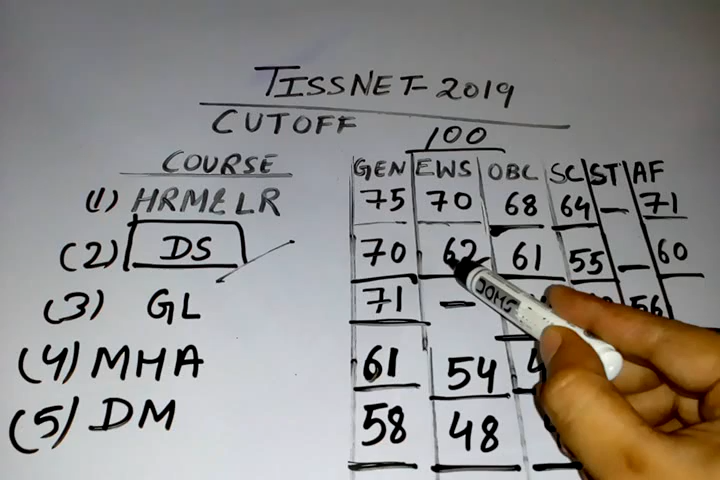 TISSNET-2019
CUTOFF 100
COURSE GEN EWS OBC SC ST AF
(1) HRM&LR 75 70 68 64 — 71
(2) DS 70 62 61 55 — 60
(3) GL 71 — 56
(4) MHA 61 54
(5) DM 58 48